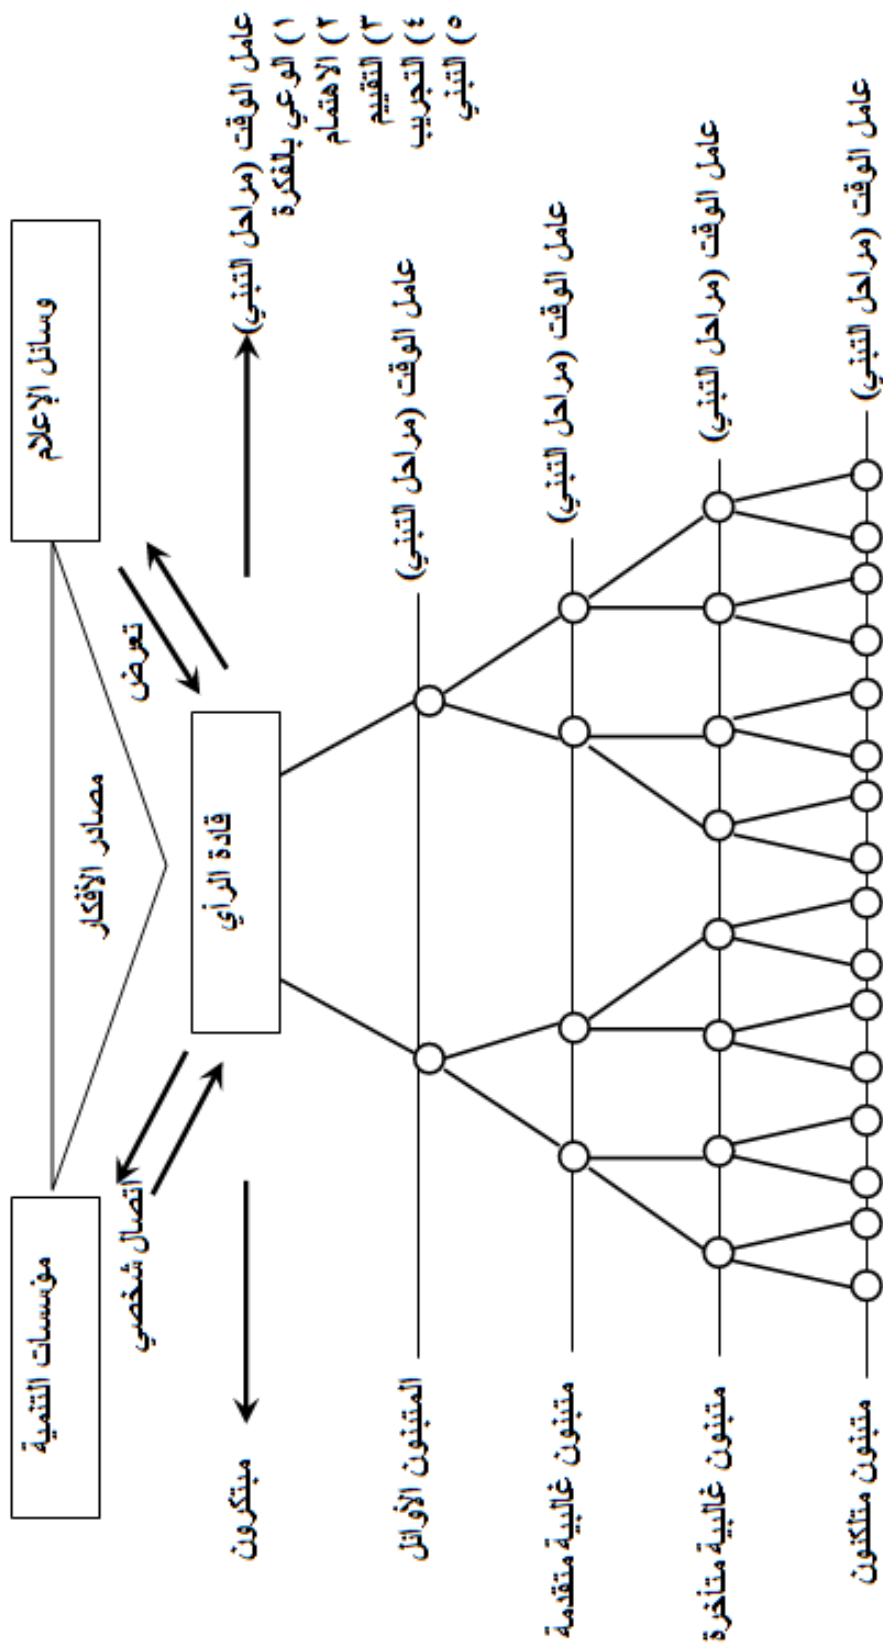 وسائل الإعلام
مؤسسات التنمية
مصادر الأفكار
تعرض
اتصال شخصي
قادة الرأي
عامل الوقت (مراحل التبني)
١) الوعي بالفكرة
٢) الاهتمام
٣) التقييم
٤) التجريب
٥) التبني
مبتكرون
عامل الوقت (مراحل التبني)
المتبنون الأوائل
عامل الوقت (مراحل التبني)
متبنون غالبية متقدمة
عامل الوقت (مراحل التبني)
متبنون غالبية متأخرة
عامل الوقت (مراحل التبني)
متبنون متلكئون